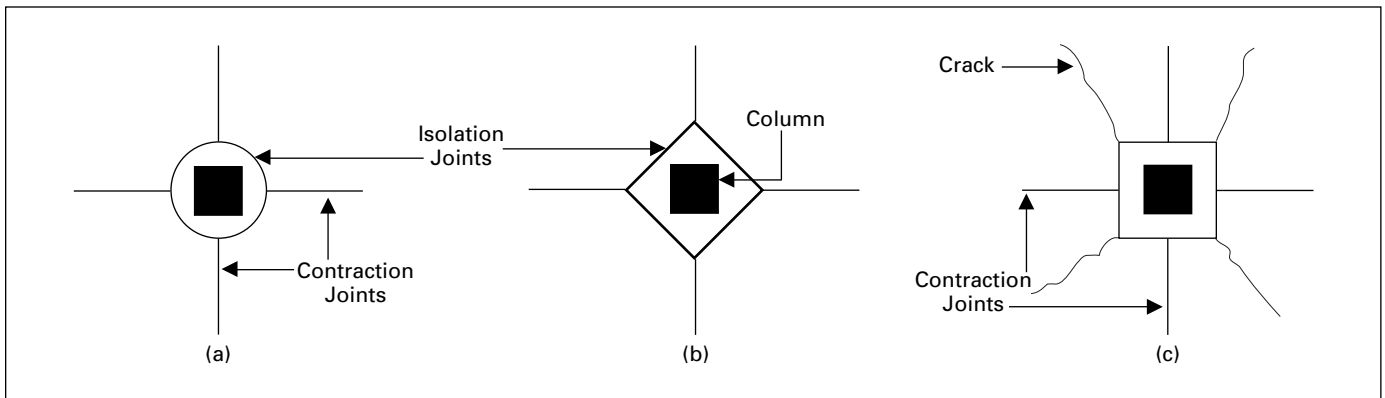 Crack
Column
Isolation
Joints
Contraction
Joints
Contraction
Joints
(a)
(b)
(c)